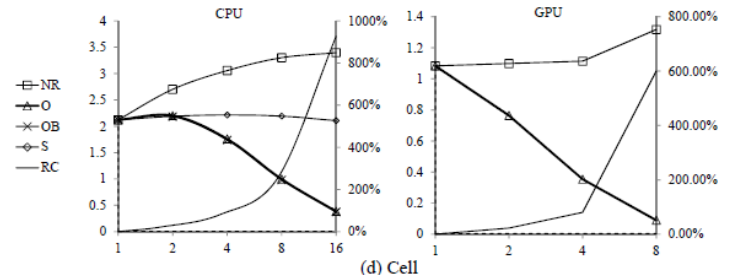 CPU
GPU
NR
O
OB
S
RC
4
3.5
3
2.5
2
1.5
1
0.5
0
1000%
800%
600%
400%
200%
0%
1 2 4 8 16
1.4
1.2
1
0.8
0.6
0.4
0.2
0
800.00%
600.00%
400.00%
200.00%
0.00%
1 2 4 8
(d) Cell